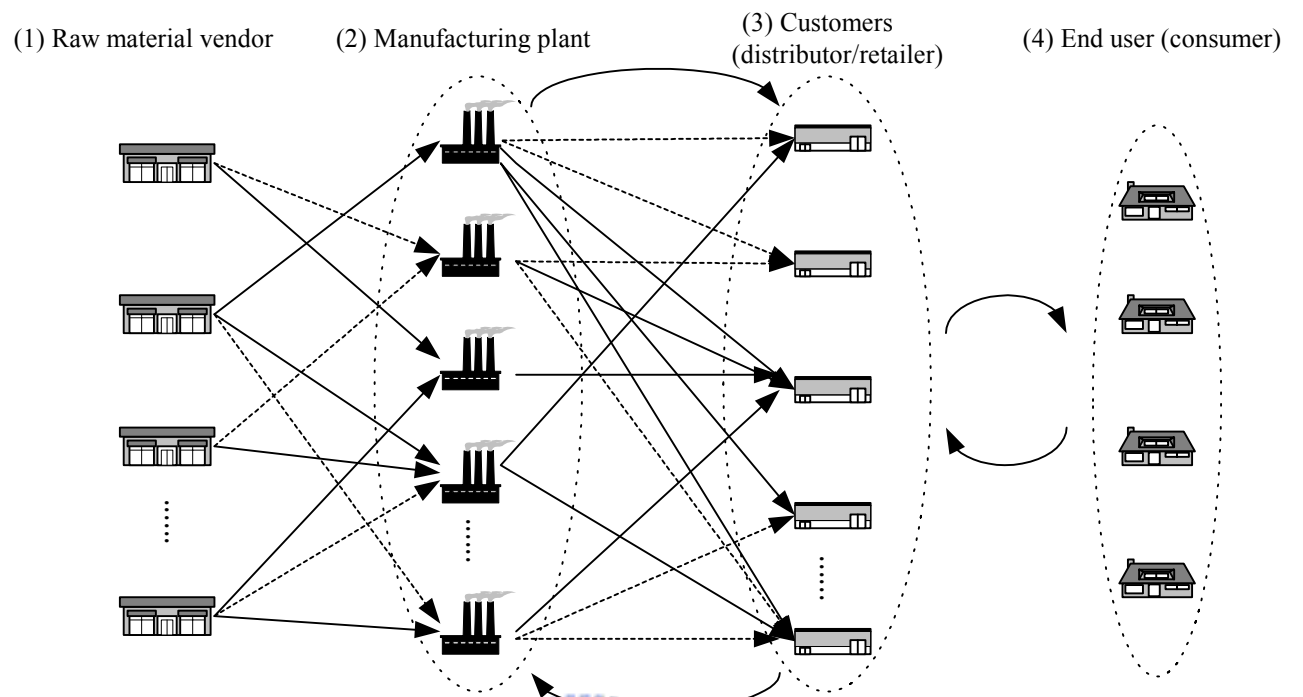 (1) Raw material vendor
(2) Manufacturing plant
(3) Customers
(distributor/retailer)
(4) End user (consumer)